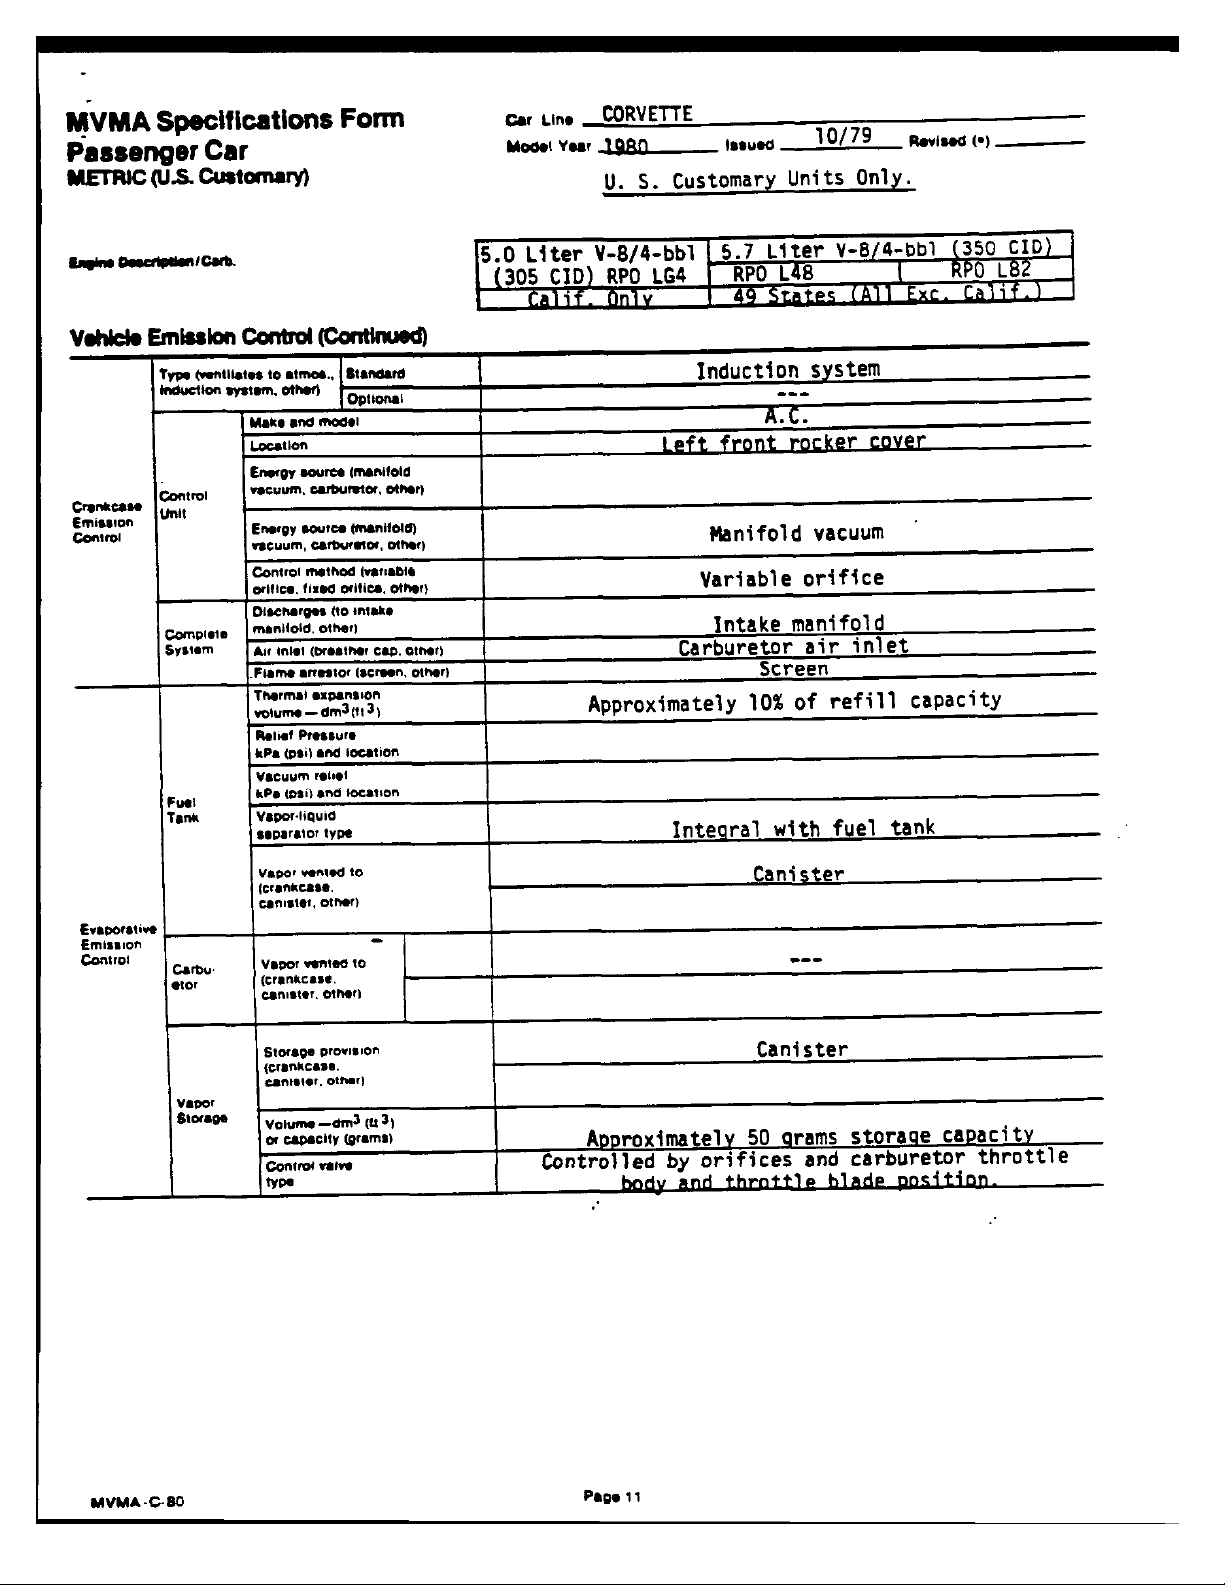 MVMA Specifications Form
Passenger Car
METRIC (U.S. Customary)
Car Line CORVETTE
Model Year 1980 Issued 10/79 Revised (•)
U. S. Customary Units Only.
Engine Description/Carb.
5.0 Liter V-8/4-bbl
(305 CID) RPO LG4
Calif. Only
5.7 Liter V-8/4-bbl (350 CID)
RPO L48 RPO L82
49 States (All Exc. Calif.)
Vehicle Emission Control (Continued)
Crankcase
Emission
Control
Type (ventilates to atmos.,
induction system, other)
Standard
Induction system
Optional
---
Control
Unit
Make and model
A.C.
Location
Left front rocker cover
Energy source (manifold
vacuum, carburetor, other)
Energy source (manifold)
vacuum, carburetor, other)
Manifold vacuum
Control method (variable
orifice, fixed orifice, other)
Variable orifice
Complete
System
Discharges (to intake
manifold, other)
Intake manifold
Air inlet (breather cap, other)
Carburetor air inlet
Flame arrestor (screen, other)
Screen
Evaporative
Emission
Control
Fuel
Tank
Thermal expansion
volume — dm3 (ft 3)
Approximately 10% of refill capacity
Relief Pressure
kPa (psi) and location
Vacuum relief
kPa (psi) and location
Vapor-liquid
separator type
Integral with fuel tank
Vapor vented to
(crankcase,
canister, other)
Canister
Carbu-
etor
Vapor vented to
(crankcase,
canister, other)
---
Vapor
Storage
Storage provision
(crankcase,
canister, other)
Canister
Volume — dm3 (ft 3)
or capacity (grams)
Approximately 50 grams storage capacity
Control valve
type
Controlled by orifices and carburetor throttle
body and throttle blade position.
MVMA-C-80
Page 11